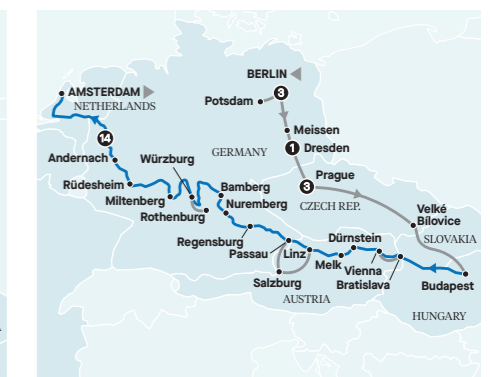 BERLIN
AMSTERDAM
3
NETHERLANDS
Potsdam
Meissen
14
1
Dresden
Andernach
Würzburg
GERMANY
Prague
Rüdesheim
3
Bamberg
Miltenberg
CZECH REP.
Nuremberg
Velké
Bílovice
Rothenburg
Dürnstein
SLOVAKIA
Regensburg
Passau
Linz
Melk
Vienna
Salzburg
Bratislava
Budapest
AUSTRIA
HUNGARY